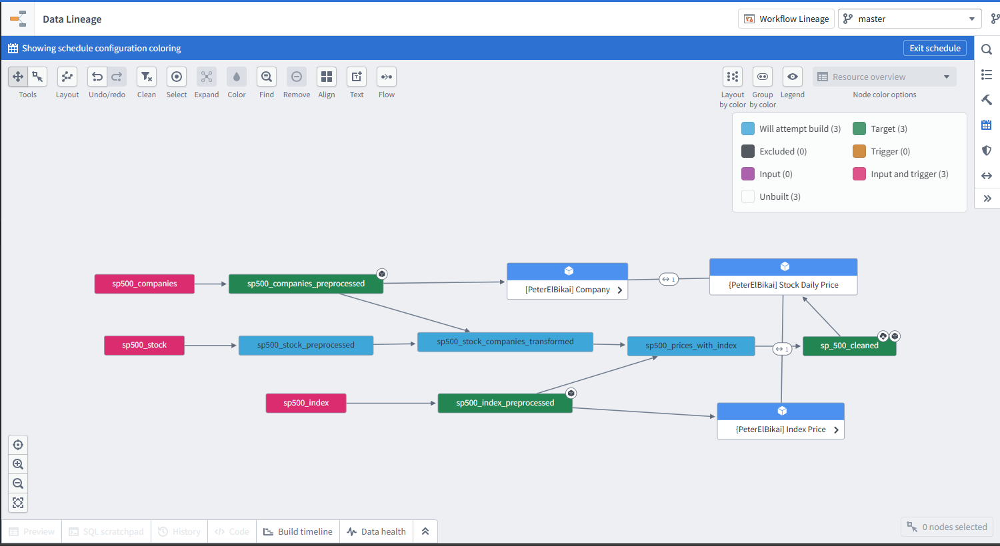 Data Lineage
Workflow Lineage
master
Showing schedule configuration coloring
Exit schedule
Tools
Layout
Undo/redo
Clean
Select
Expand
Color
Find
Remove
Align
Text
Flow
Layout by color
Group by color
Legend
Resource overview
Node color options
Will attempt build (3)
Target (3)
Excluded (0)
Trigger (0)
Input (0)
Input and trigger (3)
Unbuilt (3)
sp500_companies
sp500_companies_preprocessed
[PeterElBikai] Company
1
{PeterElBikai] Stock Daily Price
sp500_stock
sp500_stock_preprocessed
sp500_stock_companies_transformed
sp500_prices_with_index
1
sp_500_cleaned
sp500_index
sp500_index_preprocessed
{PeterElBikai] Index Price
Preview
SQL scratchpad
History
Code
Build timeline
Data health
0 nodes selected